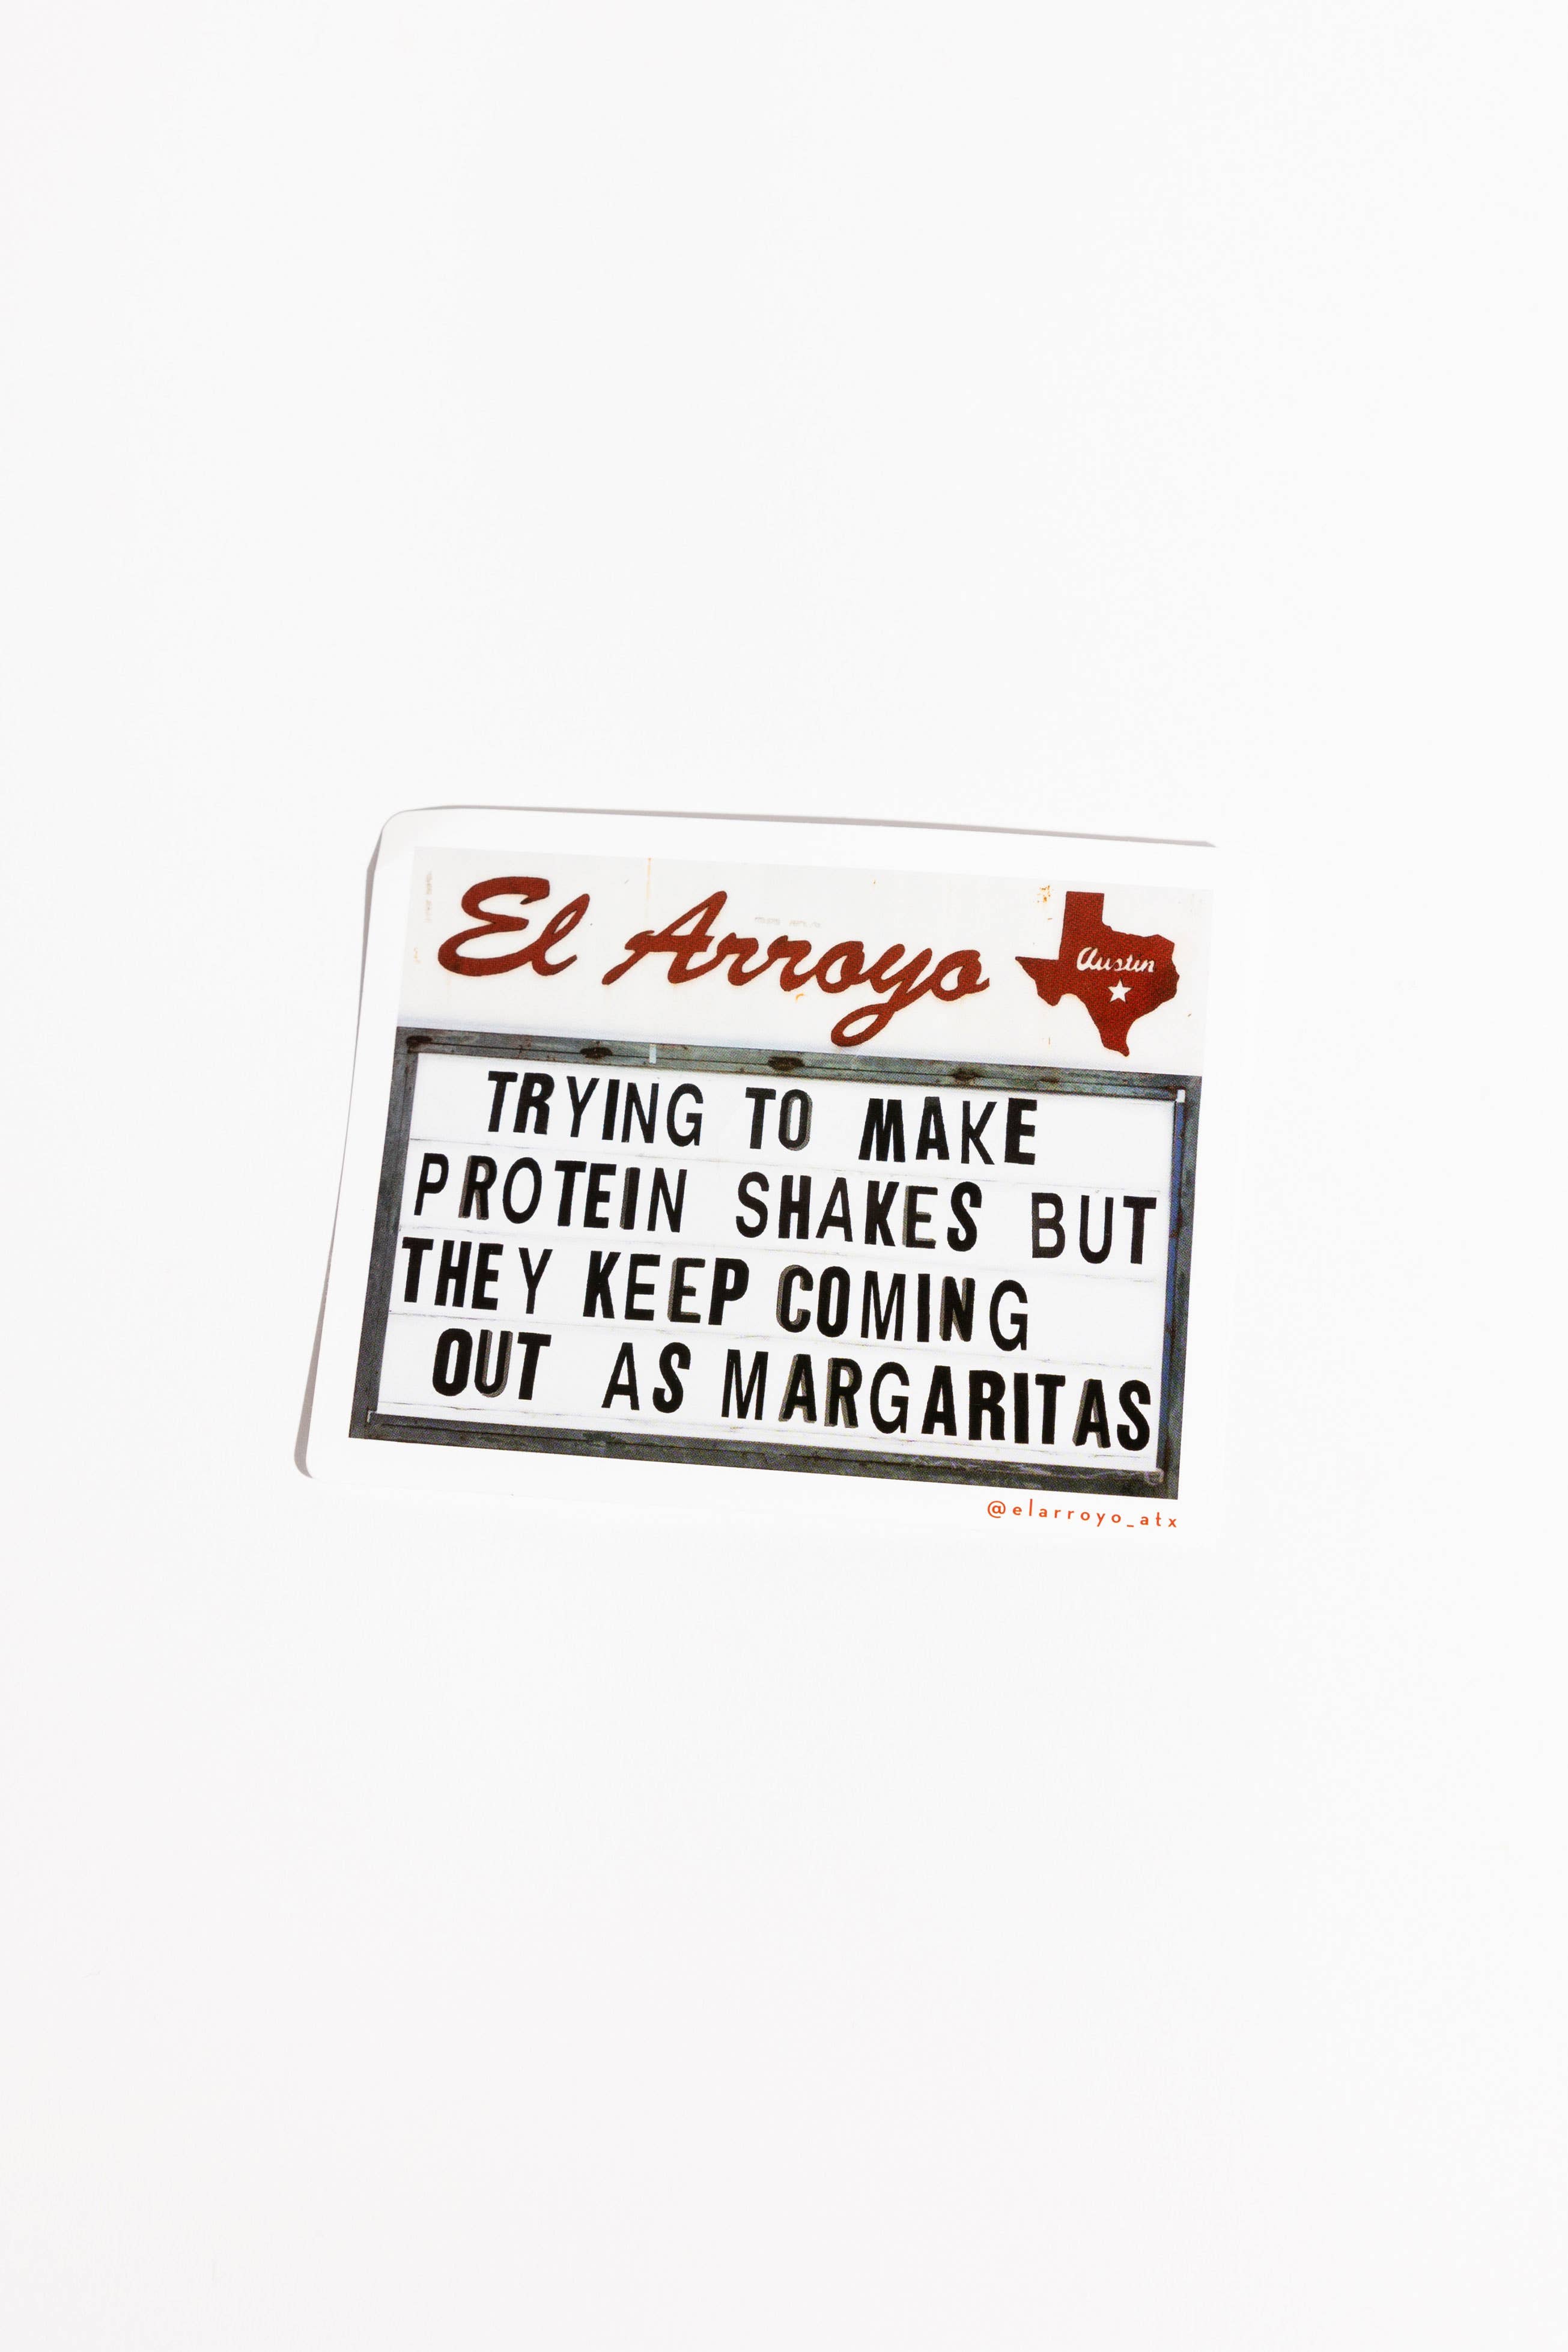 El Arroyo
Austin
TRYING TO MAKE
PROTEIN SHAKES BUT
THEY KEEP COMING
OUT AS MARGARITAS
@elarroyo_atx